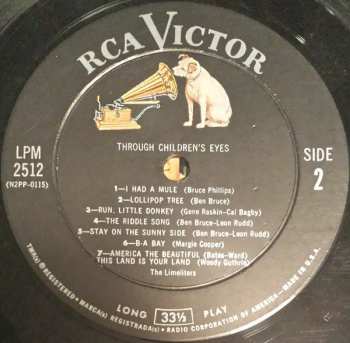 RCA VICTOR
THROUGH CHILDREN'S EYES
LPM
2512
(N2PP-0115)
SIDE
2
1—I HAD A MULE (Bruce Phillips)
2—LOLLIPOP TREE (Ben Bruce)
3—RUN, LITTLE DONKEY (Gene Raskin-Cal Bagby)
4—THE RIDDLE SONG (Ben Bruce-Leon Rudd)
5—STAY ON THE SUNNY SIDE (Ben Bruce-Leon Rudd)
6—B-A BAY (Margie Cooper)
7—AMERICA THE BEAUTIFUL (Bates-Ward)
THIS LAND IS YOUR LAND (Woody Guthrie)
The Limeliters
LONG 33⅓ PLAY
TMK(s) ® REGISTERED • MARCA(s) REGISTRADA(s) • RADIO CORPORATION OF AMERICA—MADE IN U.S.A.